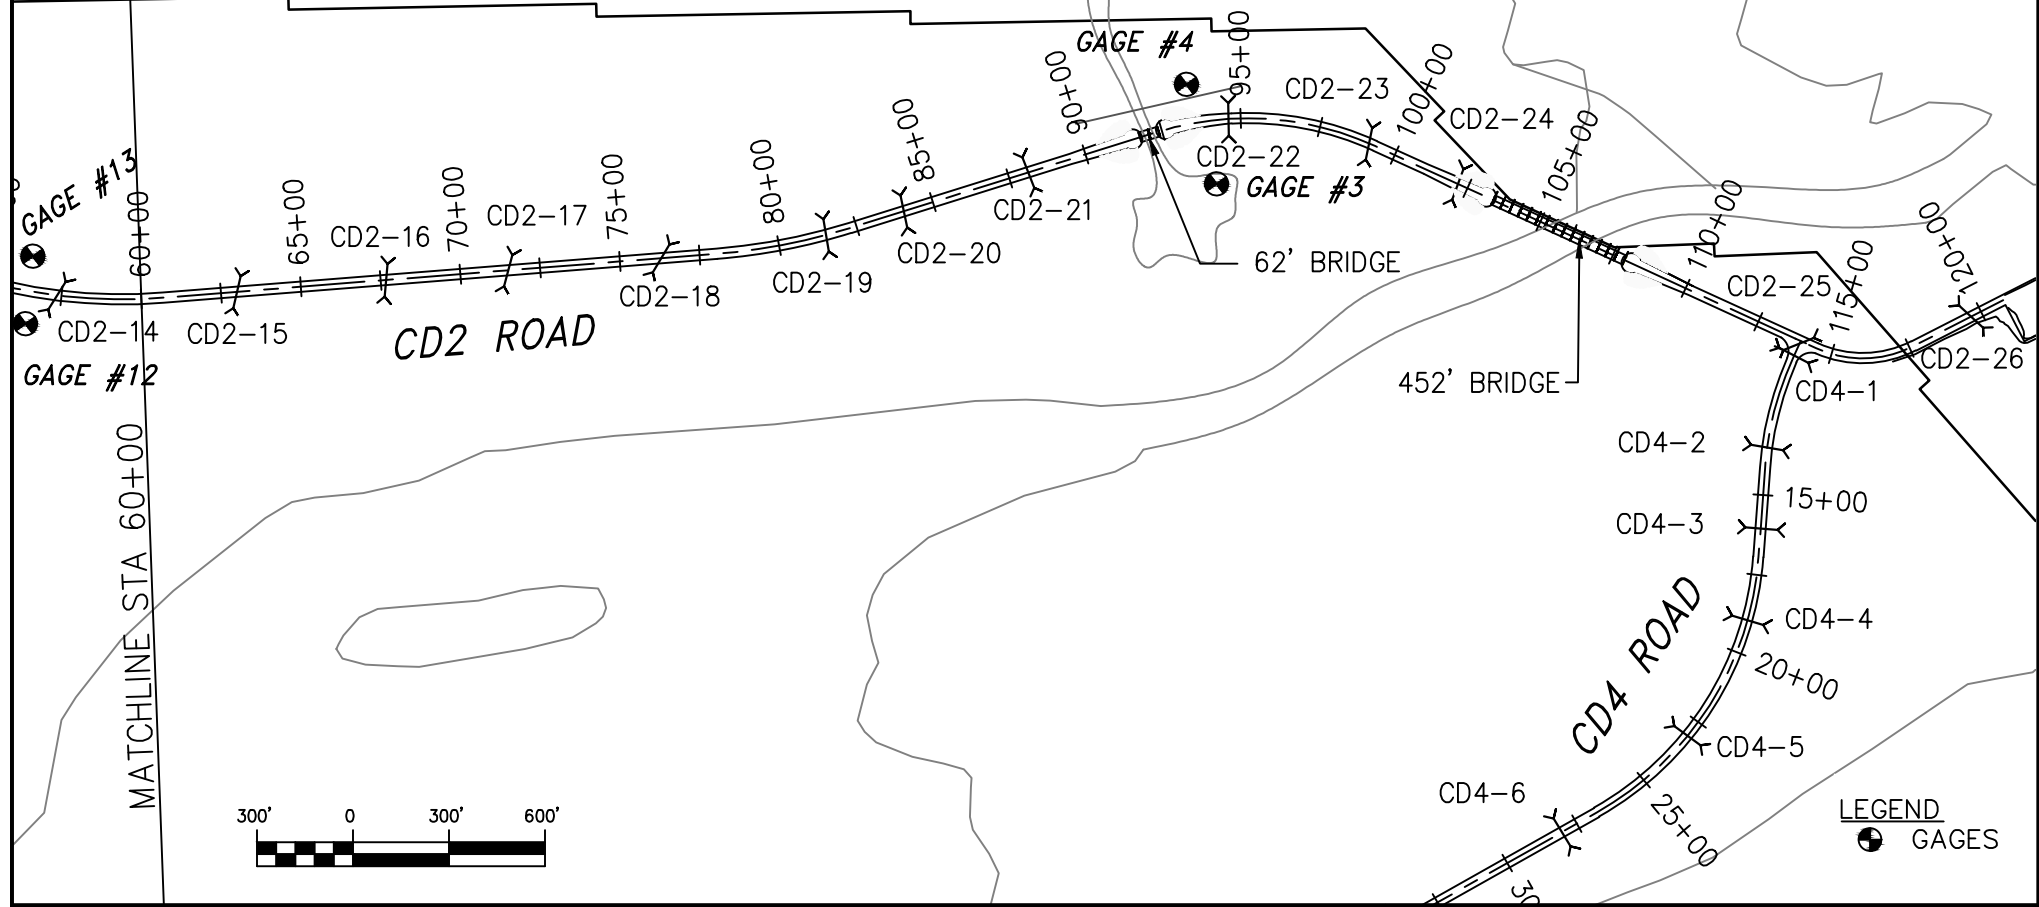 GAGE #4
95+00
90+00
CD2-23
100+00
CD2-24
105+00
85+00
80+00
75+00
70+00
65+00
60+00
GAGE #13
CD2-22
GAGE #3
CD2-21
CD2-16
CD2-17
CD2-20
62' BRIDGE
110+00
120+00
115+00
CD2-25
CD2-19
CD2-18
CD2-14
CD2-15
CD2 ROAD
GAGE #12
452' BRIDGE
CD2-26
CD4-1
CD4-2
15+00
CD4-3
CD4-4
20+00
CD4 ROAD
CD4-5
CD4-6
25+00
30
MATCHLINE STA 60+00
300' 0 300' 600'
LEGEND
GAGES